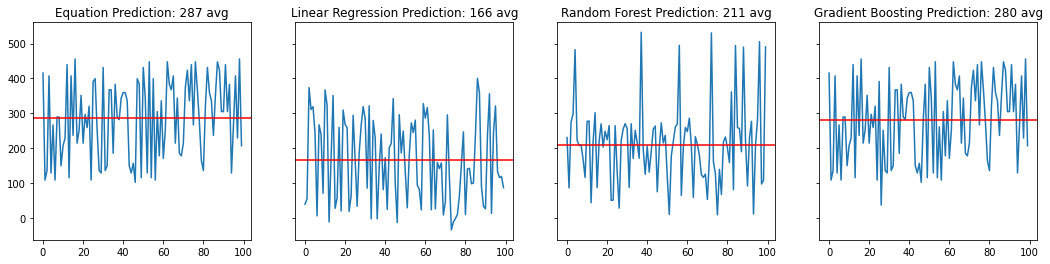 Equation Prediction: 287 avg
Linear Regression Prediction: 166 avg
Random Forest Prediction: 211 avg
Gradient Boosting Prediction: 280 avg
500
400
300
200
100
0
0 20 40 60 80 100
0 20 40 60 80 100
0 20 40 60 80 100
0 20 40 60 80 100